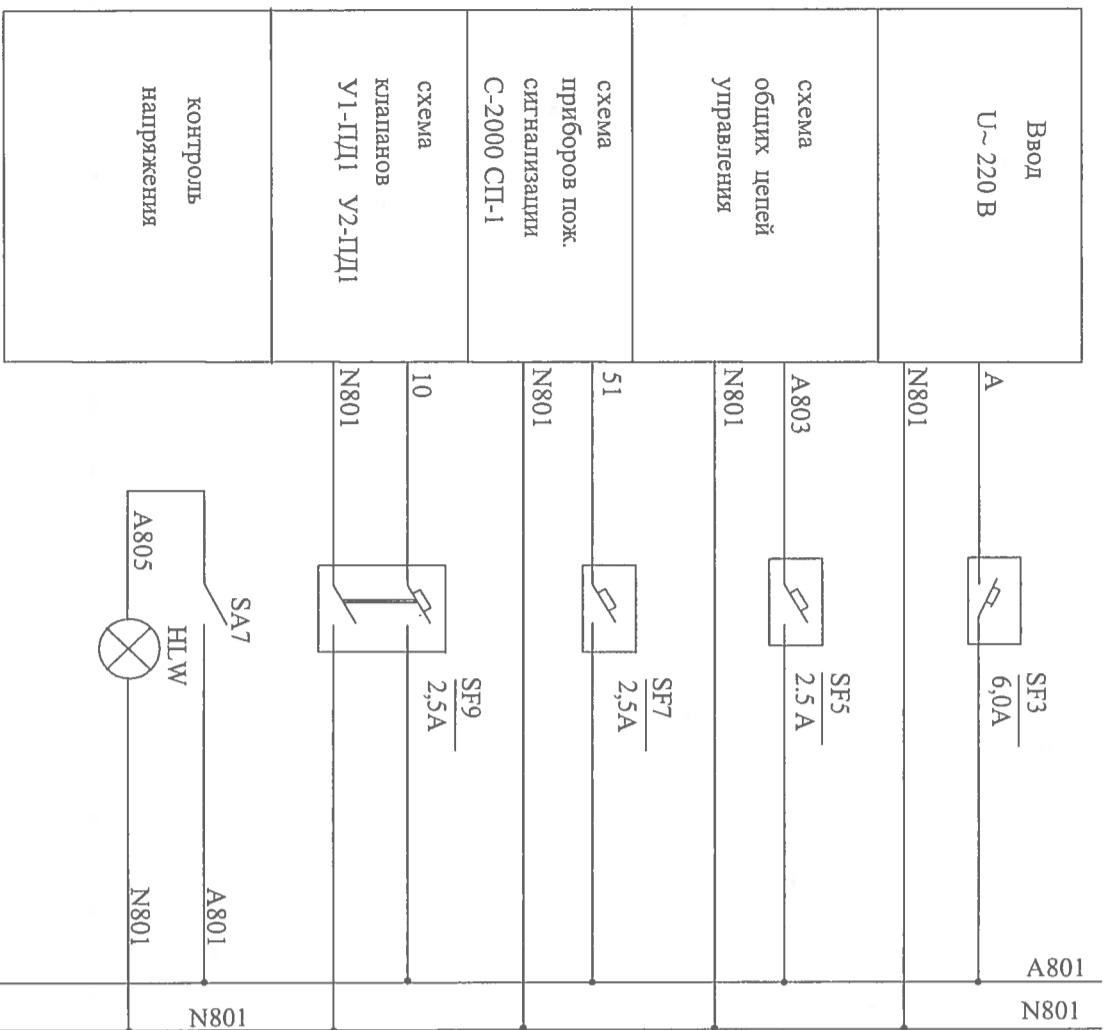 Ввод
U~ 220 В
схема
общих цепей
управления
схема
приборов пож.
сигнализации
С-2000 СП-1
схема
клапанов
У1-ПД1 У2-ПД1
контроль
напряжения
A
N801
A803
N801
51
N801
10
N801
SF3
6,0A
SF5
2.5 A
SF7
2,5A
SF9
2,5A
SA7
A805
HLW
A801
N801
A801
N801
N801